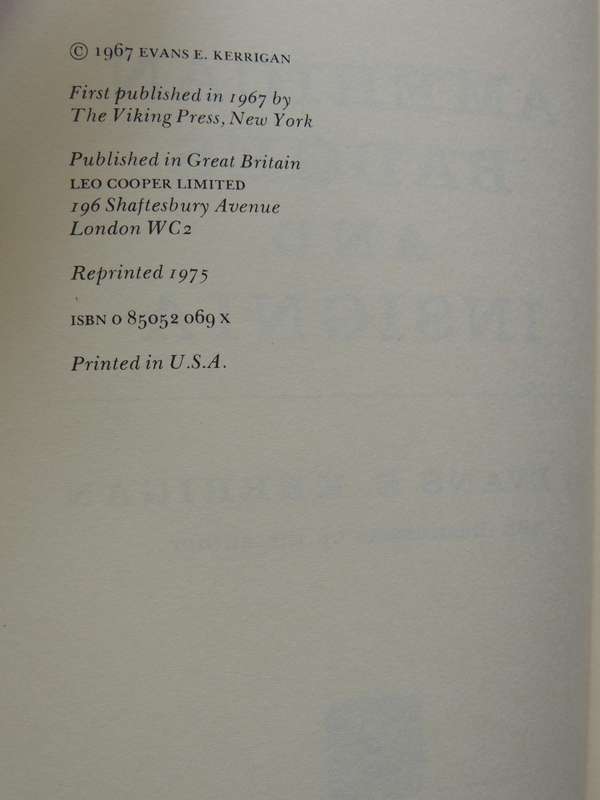 © 1967 EVANS E. KERRIGAN
First published in 1967 by
The Viking Press, New York
Published in Great Britain
LEO COOPER LIMITED
196 Shaftesbury Avenue
London WC2
Reprinted 1975
ISBN 0 85052 069 X
Printed in U.S.A.